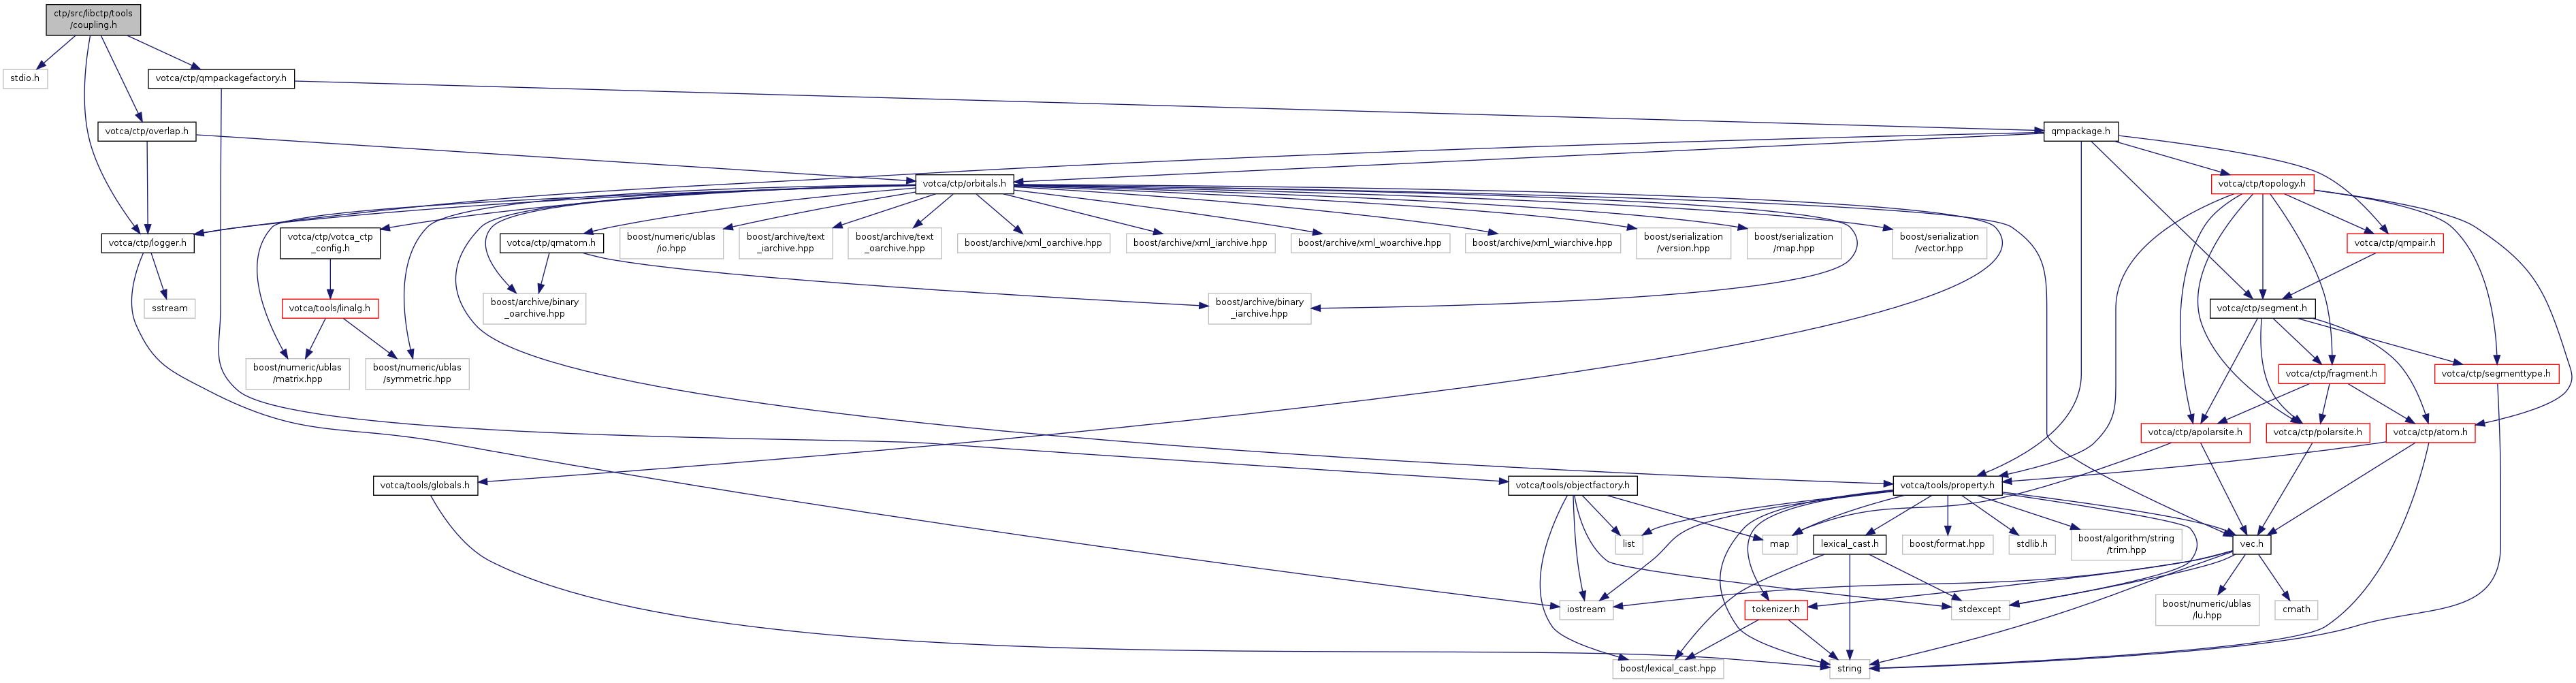 ctp/src/libctp/tools
/coupling.h
stdio.h
votca/ctp/qmpackagefactory.h
votca/ctp/overlap.h
qmpackage.h
votca/ctp/orbitals.h
votca/ctp/topology.h
votca/ctp/logger.h
votca/ctp/votca_ctp
_config.h
votca/ctp/qmatom.h
boost/numeric/ublas
/io.hpp
boost/archive/text
_iarchive.hpp
boost/archive/text
_oarchive.hpp
boost/archive/xml_oarchive.hpp
boost/archive/xml_iarchive.hpp
boost/archive/xml_woarchive.hpp
boost/archive/xml_wiarchive.hpp
boost/serialization
/version.hpp
boost/serialization
/map.hpp
boost/serialization
/vector.hpp
votca/ctp/qmpair.h
sstream
votca/tools/linalg.h
boost/archive/binary
_oarchive.hpp
boost/archive/binary
_iarchive.hpp
votca/ctp/segment.h
boost/numeric/ublas
/matrix.hpp
boost/numeric/ublas
/symmetric.hpp
votca/ctp/fragment.h
votca/ctp/segmenttype.h
votca/ctp/apolarsite.h
votca/ctp/polarsite.h
votca/ctp/atom.h
votca/tools/globals.h
votca/tools/objectfactory.h
votca/tools/property.h
list
map
lexical_cast.h
boost/format.hpp
stdlib.h
boost/algorithm/string
/trim.hpp
vec.h
iostream
tokenizer.h
stdexcept
boost/numeric/ublas
/lu.hpp
cmath
boost/lexical_cast.hpp
string